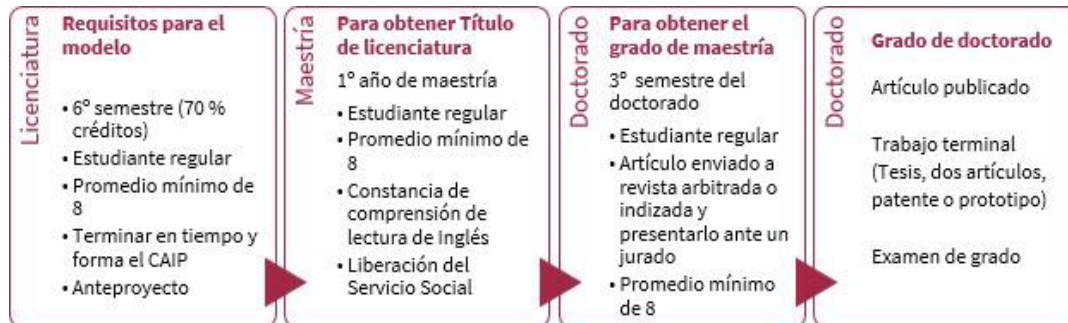 Licenciatura
Requisitos para el
modelo
• 6º semestre (70 %
créditos)
• Estudiante regular
• Promedio mínimo de
8
• Terminar en tiempo y
forma el CAIP
• Anteproyecto
Maestría
Para obtener Título
de licenciatura
1º año de maestría
• Estudiante regular
• Promedio mínimo de
8
• Constancia de
comprensión de
lectura de Inglés
• Liberación del
Servicio Social
Doctorado
Para obtener el
grado de maestría
3º semestre del
doctorado
• Estudiante regular
• Artículo enviado a
revista arbitrada o
indizada y
presentarlo ante un
jurado
• Promedio mínimo
de 8
Doctorado
Grado de doctorado
Artículo publicado
Trabajo terminal
(Tesis, dos artículos,
patente o prototipo)
Examen de grado